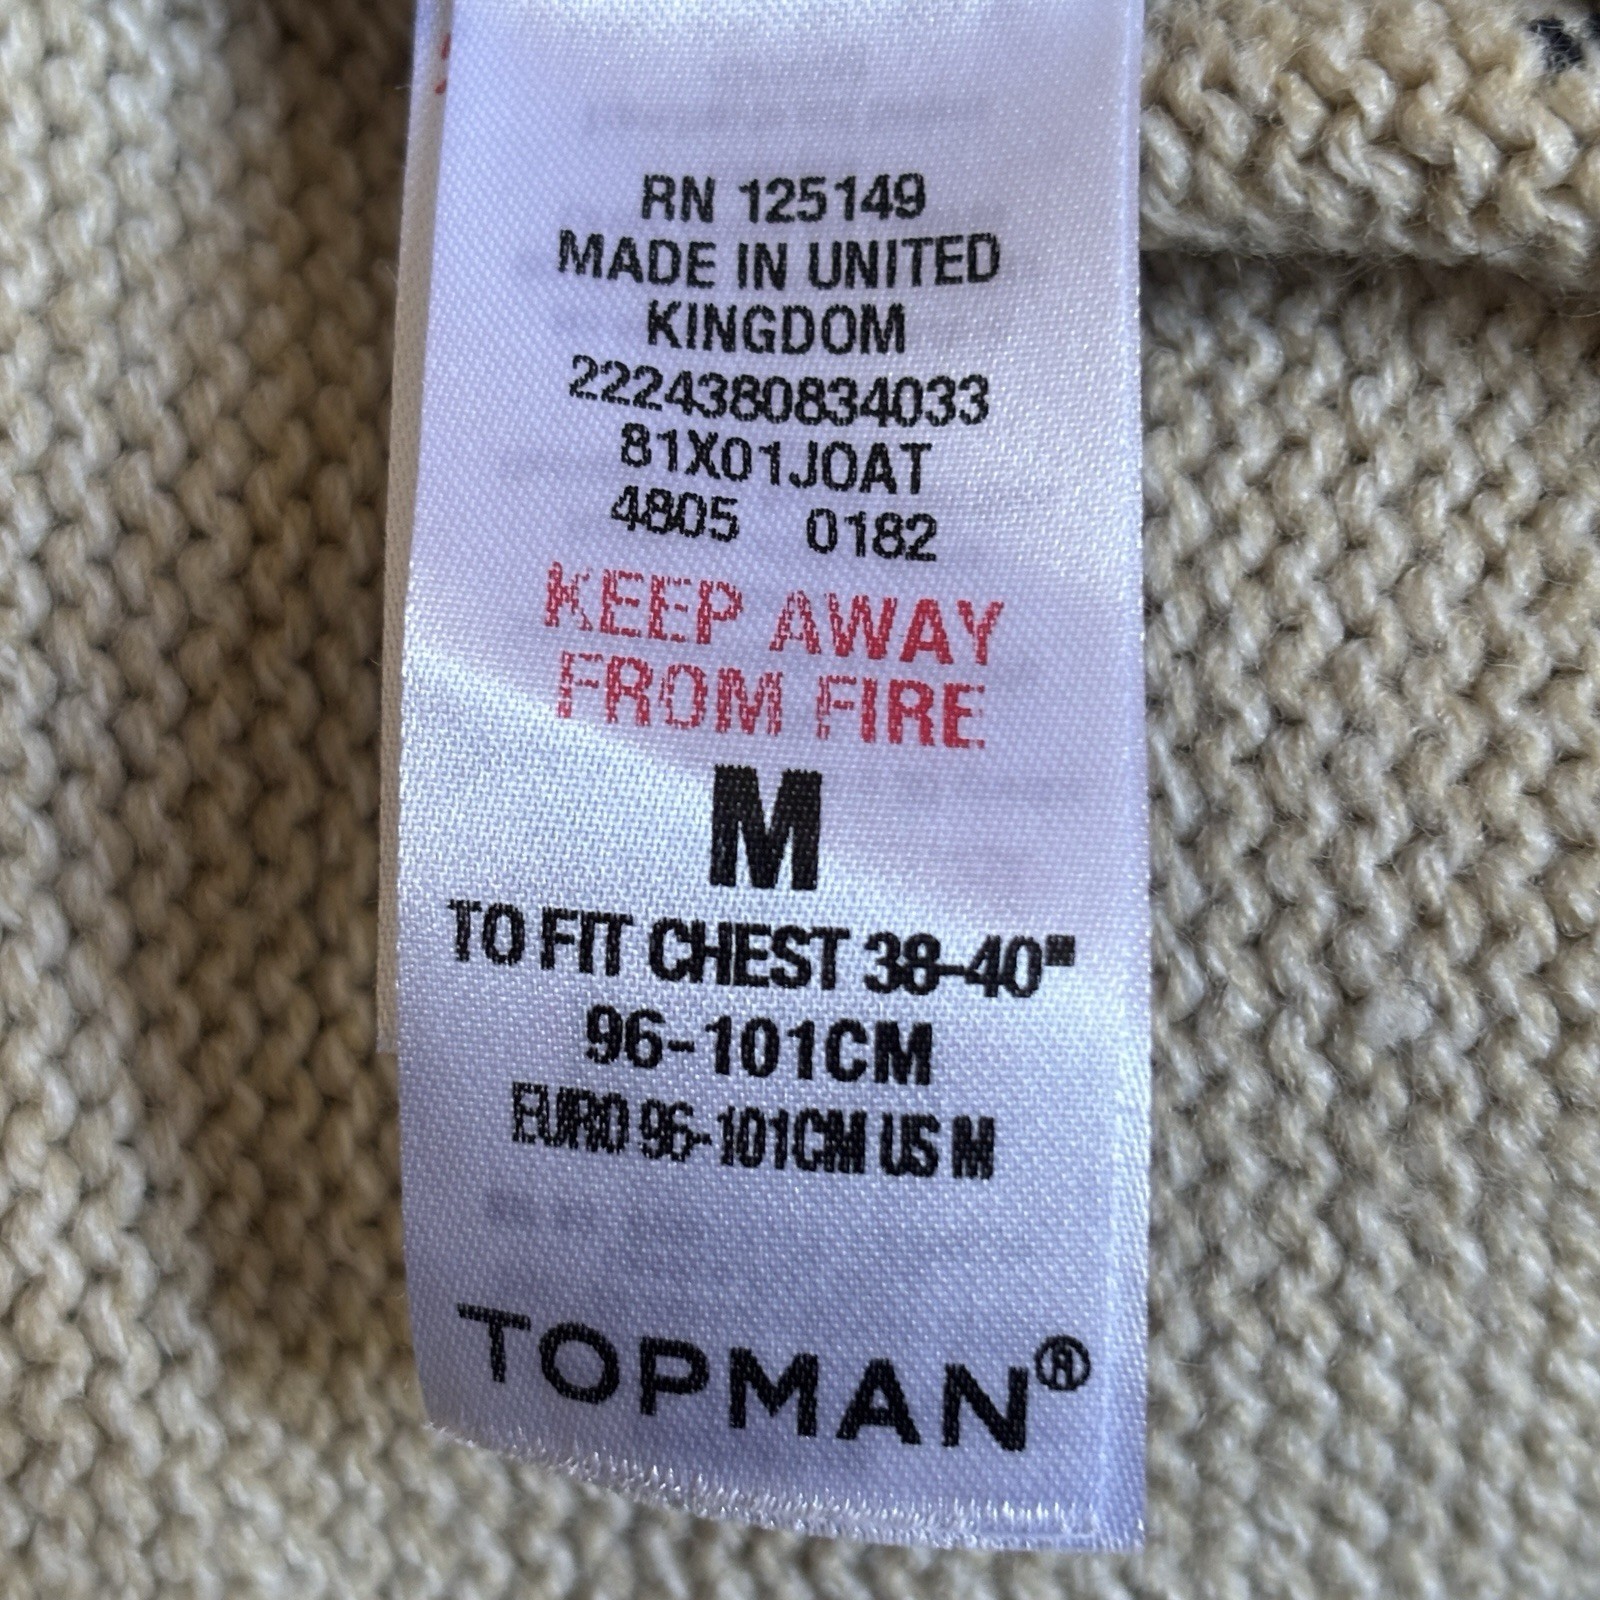 RN 125149
MADE IN UNITED
KINGDOM
2224380834033
81X01JOAT
4805 0182
KEEP AWAY
FROM FIRE
M
TO FIT CHEST 38-40"
96-101CM
EURO 96-101CM US M
TOPMAN®